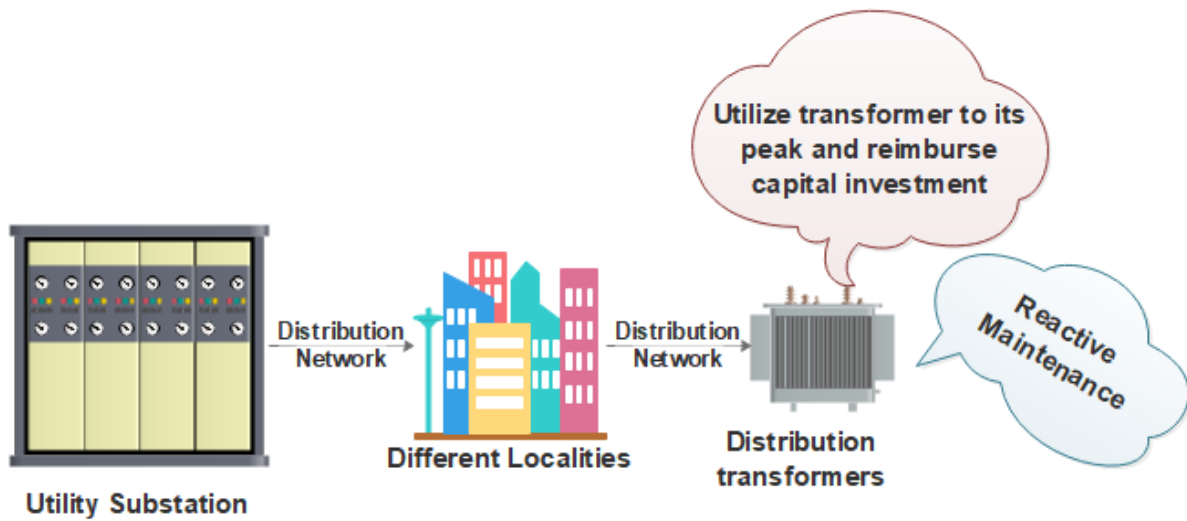 Utilize transformer to its
peak and reimburse
capital investment
Reactive
Maintenance
Distribution
Network
Distribution
Network
Different Localities
Distribution
transformers
Utility Substation